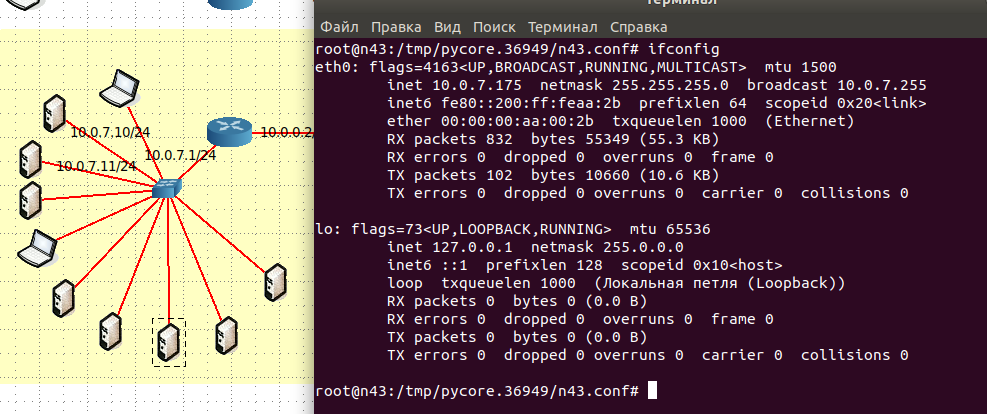 Терминал
Файл Правка Вид Поиск Терминал Справка
root@n43:/tmp/pycore.36949/n43.conf# ifconfig
eth0: flags=4163<UP,BROADCAST,RUNNING,MULTICAST>  mtu 1500
        inet 10.0.7.175  netmask 255.255.255.0  broadcast 10.0.7.255
        inet6 fe80::200:ff:feaa:2b  prefixlen 64  scopeid 0x20<link>
        ether 00:00:00:aa:00:2b  txqueuelen 1000  (Ethernet)
        RX packets 832  bytes 55349 (55.3 KB)
        RX errors 0  dropped 0  overruns 0  frame 0
        TX packets 102  bytes 10660 (10.6 KB)
        TX errors 0  dropped 0 overruns 0  carrier 0  collisions 0
lo: flags=73<UP,LOOPBACK,RUNNING>  mtu 65536
        inet 127.0.0.1  netmask 255.0.0.0
        inet6 ::1  prefixlen 128  scopeid 0x10<host>
        loop  txqueuelen 1000  (Локальная петля (Loopback))
        RX packets 0  bytes 0 (0.0 B)
        RX errors 0  dropped 0  overruns 0  frame 0
        TX packets 0  bytes 0 (0.0 B)
        TX errors 0  dropped 0 overruns 0  carrier 0  collisions 0
root@n43:/tmp/pycore.36949/n43.conf#
10.0.7.10/24
10.0.7.1/24
10.0.7.11/24
10.0.0.2/